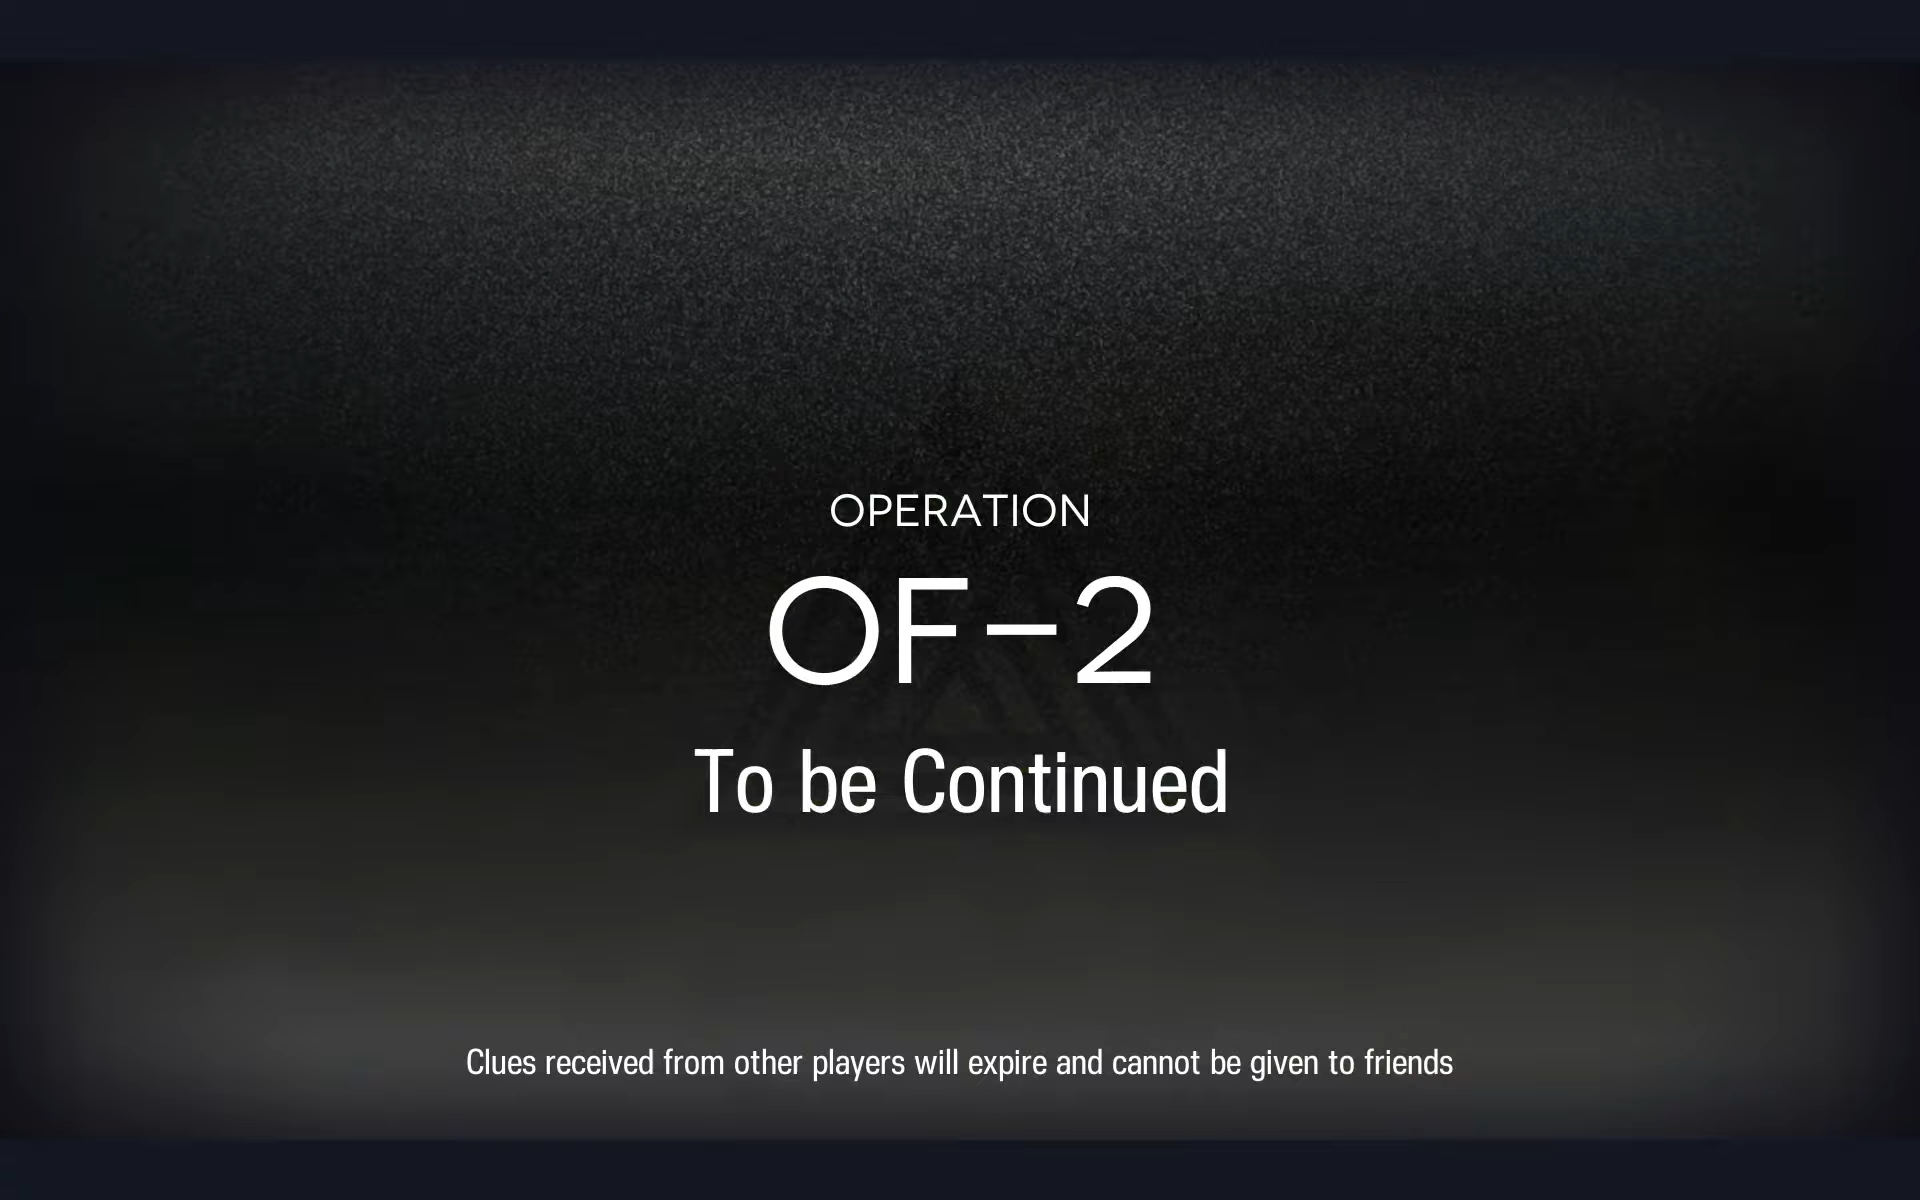 OPERATION
OF-2
To be Continued
Clues received from other players will expire and cannot be given to friends